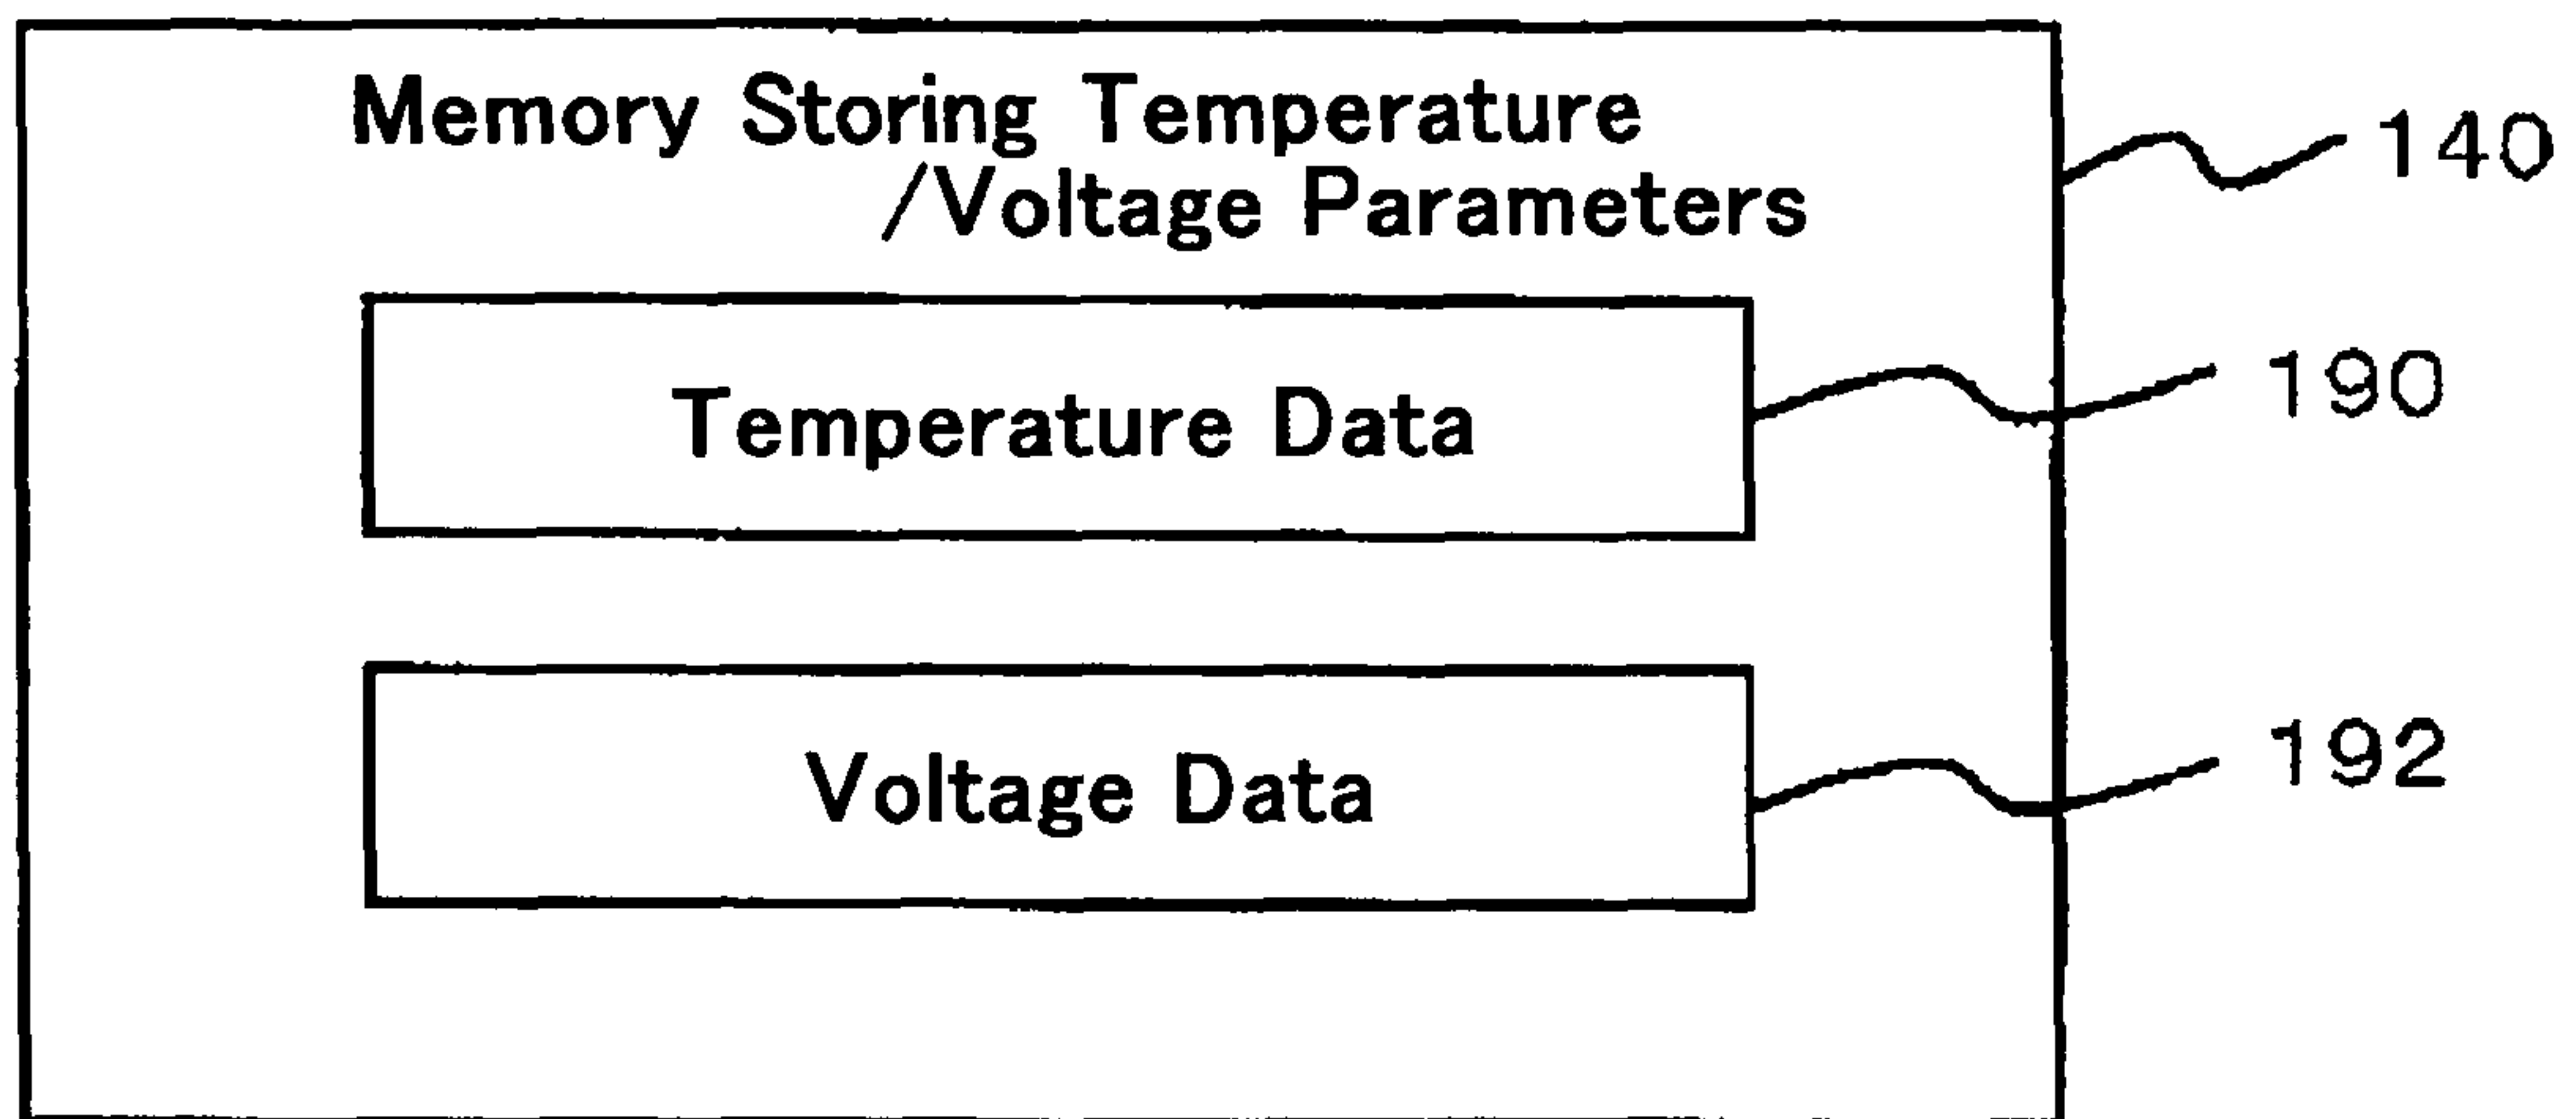 Memory Storing Temperature
/Voltage Parameters
140
Temperature Data
190
Voltage Data
192